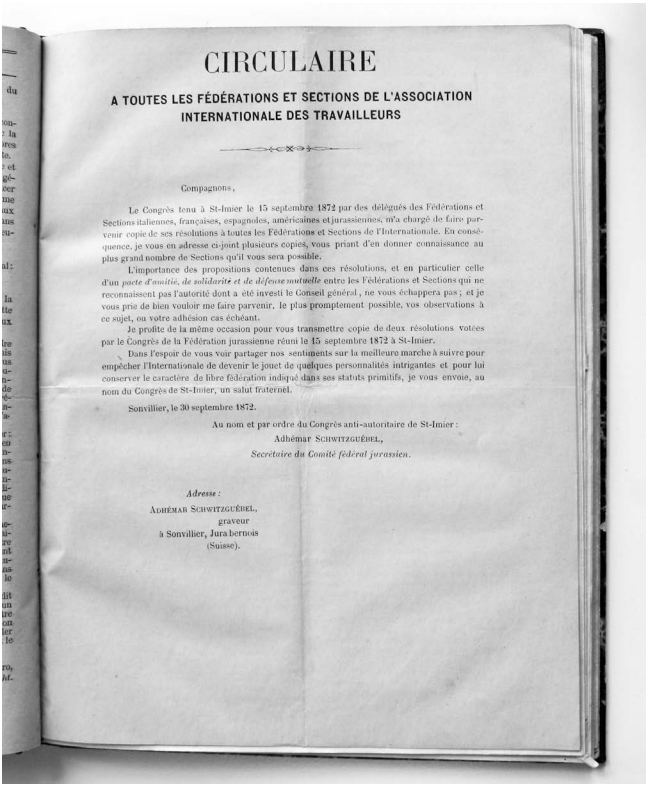 CIRCULAIRE
A TOUTES LES FÉDÉRATIONS ET SECTIONS DE L'ASSOCIATION
INTERNATIONALE DES TRAVAILLEURS
Compagnons,
Le Congrès tenu à St-Imier le 15 septembre 1872 par des délégués des Fédérations et
Sections italiennes, françaises, espagnoles, américaines et jurassiennes, m'a chargé de faire par-
venir copie de ses résolutions à toutes les Fédérations et Sections de l'Internationale. En consé-
quence, je vous en adresse ci-joint plusieurs copies, vous priant d'en donner connaissance au
plus grand nombre de Sections qu'il vous sera possible.
L'importance des propositions contenues dans ces résolutions, et en particulier celle
d'un pacte d'amitié, de solidarité et de défense mutuelle entre les Fédérations et Sections qui ne
reconnaissent pas l'autorité dont a été investi le Conseil général, ne vous échappera pas ; et je
vous prie de bien vouloir me faire parvenir, le plus promptement possible, vos observations à
ce sujet, ou votre adhésion cas échéant.
Je profite de la même occasion pour vous transmettre copie de deux résolutions votées
par le Congrès de la Fédération jurassienne réuni le 15 septembre 1872 à St-Imier.
Dans l'espoir de vous voir partager nos sentiments sur la meilleure marche à suivre pour
empêcher l'Internationale de devenir le jouet de quelques personnalités intrigantes et pour lui
conserver le caractère de libre fédération indiqué dans ses statuts primitifs, je vous envoie, au
nom du Congrès de St-Imier, un salut fraternel.
Sonvillier, le 30 septembre 1872.
Au nom et par ordre du Congrès anti-autoritaire de St-Imier :
Adhémar SCHWITZGUÉBEL,
Secrétaire du Comité fédéral jurassien.
Adresse :
ADHÉMAR SCHWITZGUÉBEL,
graveur
à Sonvillier, Jura bernois
(Suisse).